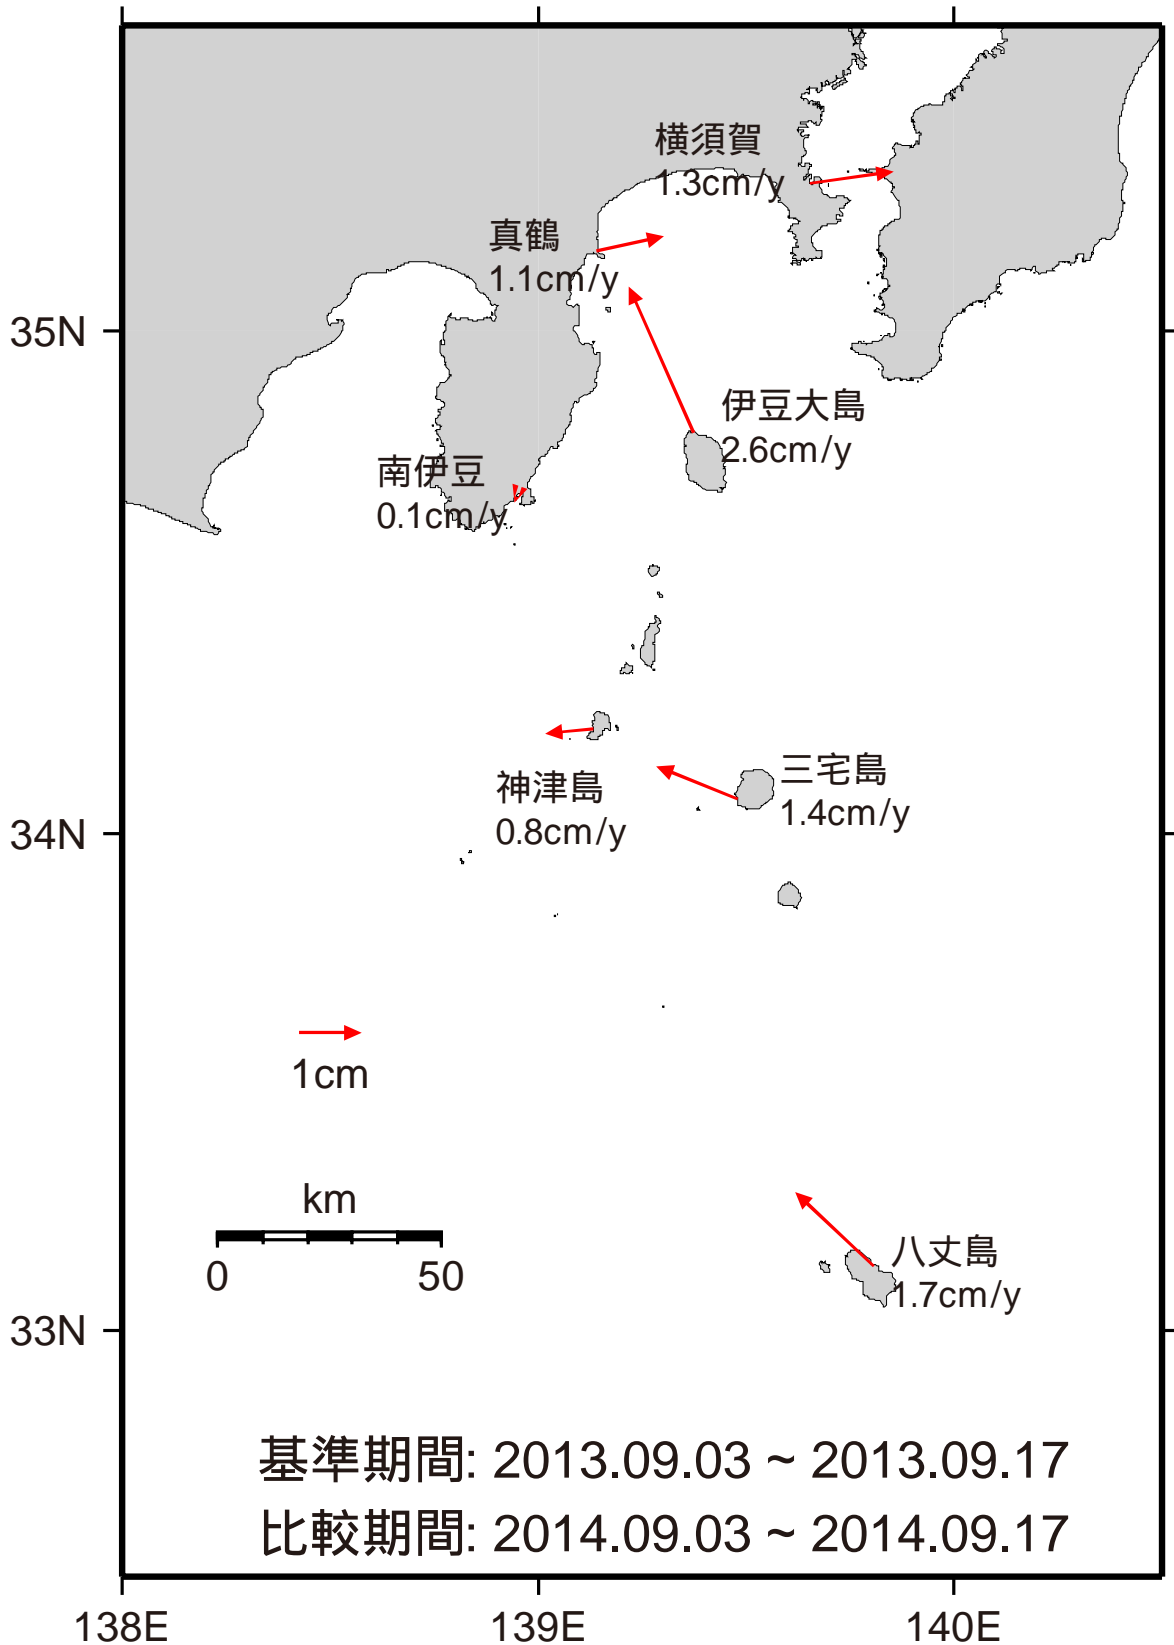 横須賀
1.3cm/y
真鶴
1.1cm/y
35N
伊豆大島
2.6cm/y
南伊豆
0.1cm/y
神津島
0.8cm/y
三宅島
1.4cm/y
34N
1cm
km
0 50
八丈島
1.7cm/y
33N
基準期間: 2013.09.03 ~ 2013.09.17
比較期間: 2014.09.03 ~ 2014.09.17
138E 139E 140E